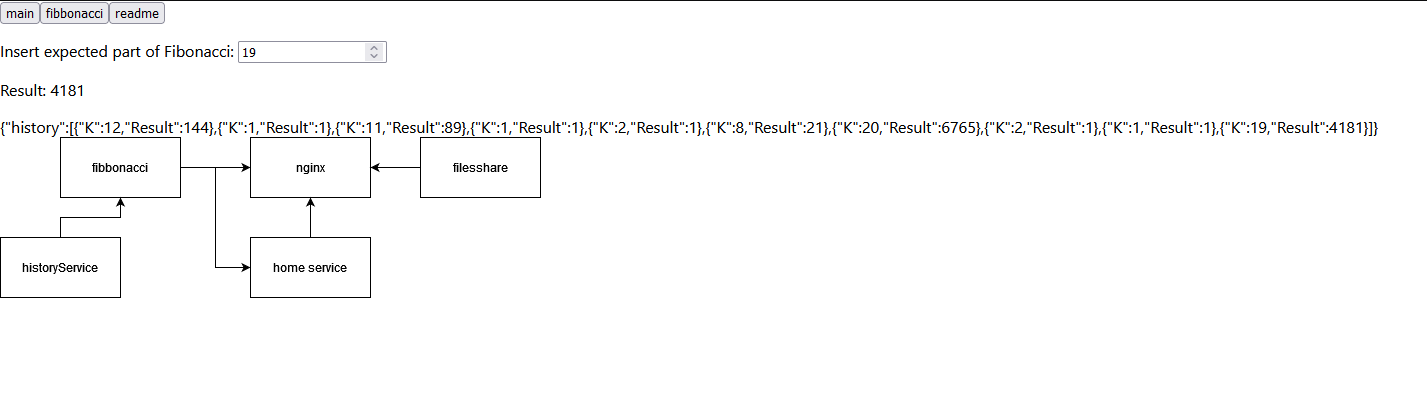 main fibbonacci readme
Insert expected part of Fibonacci: 19
Result: 4181
{"history":[{"K":12,"Result":144},{"K":1,"Result":1},{"K":11,"Result":89},{"K":1,"Result":1},{"K":2,"Result":1},{"K":8,"Result":21},{"K":20,"Result":6765},{"K":2,"Result":1},{"K":1,"Result":1},{"K":19,"Result":4181}]}
fibbonacci nginx filesshare
historyService home service